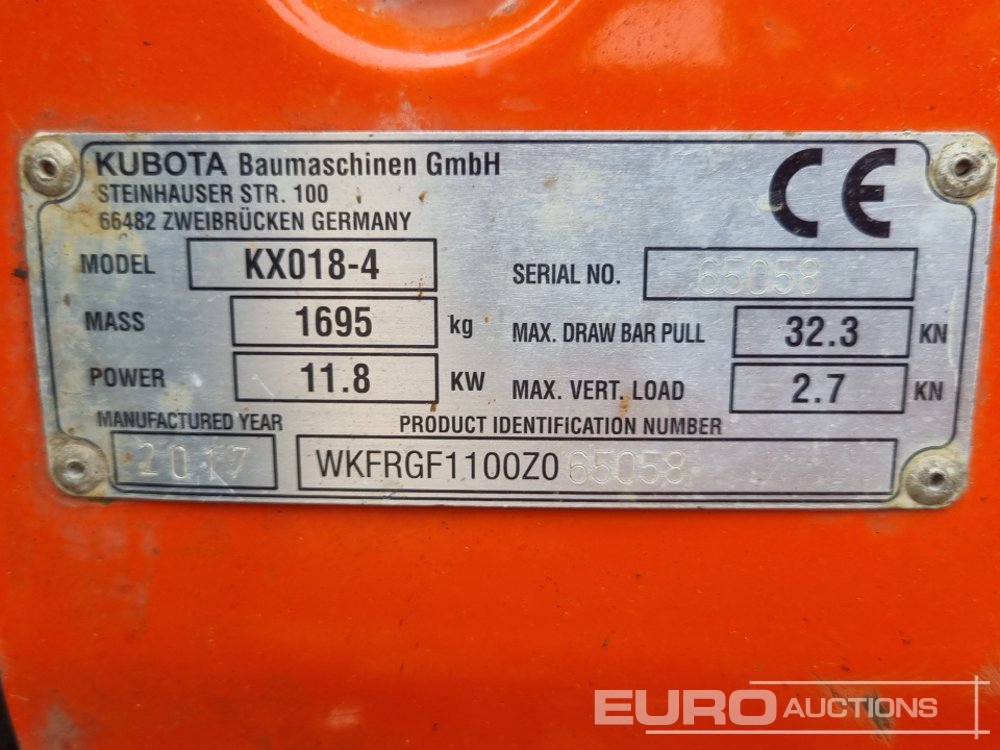 KUBOTA Baumaschinen GmbH
STEINHAUSER STR. 100
66482 ZWEIBRÜCKEN GERMANY
CE
MODEL KX018-4
SERIAL NO. 65058
MASS 1695 kg
MAX. DRAW BAR PULL 32.3 KN
POWER 11.8 KW
MAX. VERT. LOAD 2.7 KN
MANUFACTURED YEAR 2017
PRODUCT IDENTIFICATION NUMBER
WKFRGF1100Z065058
EURO AUCTIONS